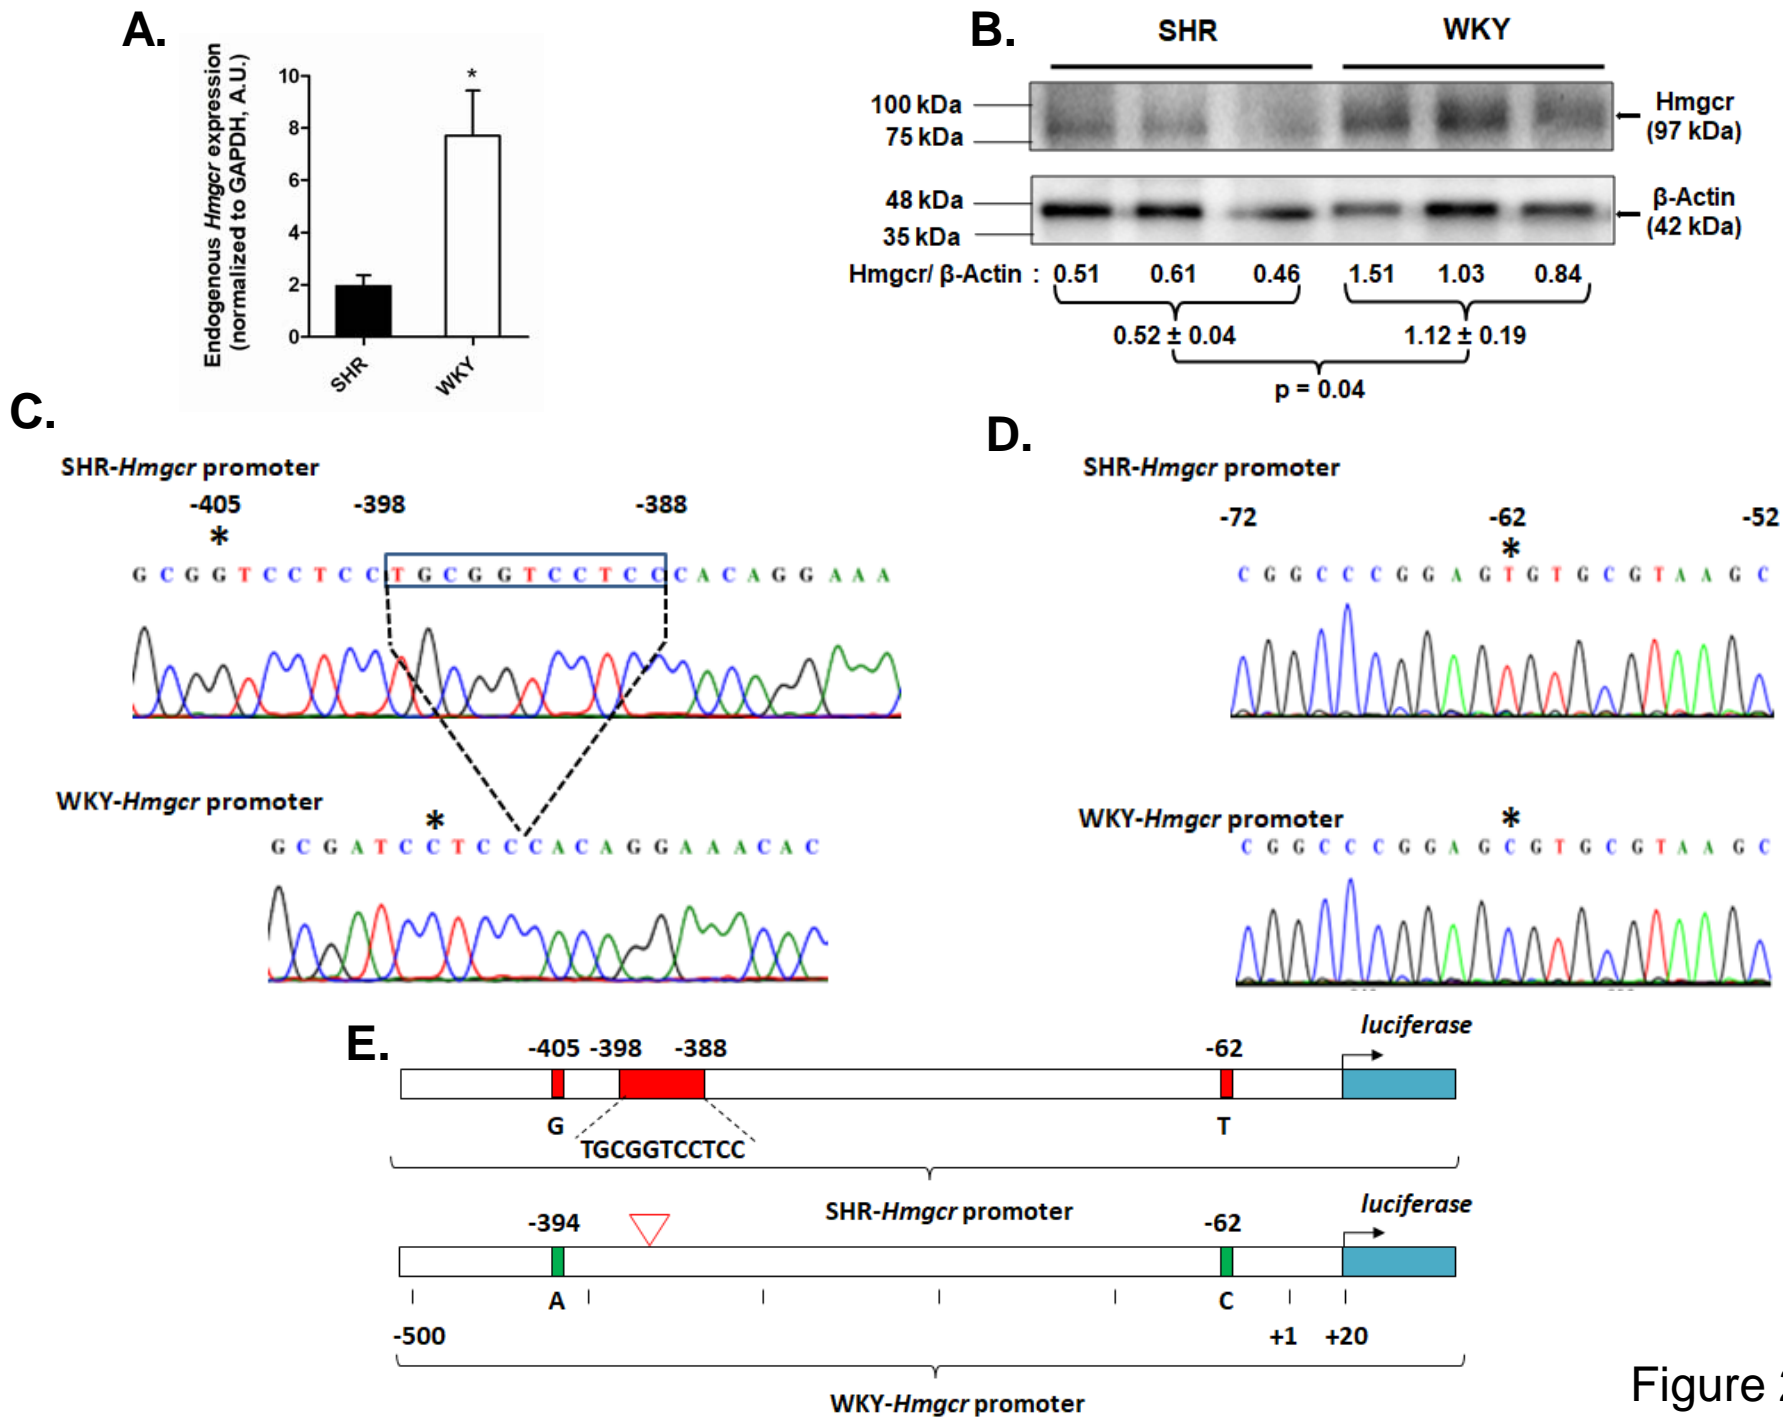 A.
Endogenous Hmgcr expression
(normalized to GAPDH, A.U.)
10
8
6
4
2
0
*
SHR
WKY
B.
SHR
WKY
100 kDa
75 kDa
Hmgcr
(97 kDa)
48 kDa
35 kDa
β-Actin
(42 kDa)
Hmgcr/ β-Actin : 0.51 0.61 0.46 1.51 1.03 0.84
0.52 ± 0.04
1.12 ± 0.19
p = 0.04
C.
SHR-Hmgcr promoter
-405
-398
-388
*
G C G G T C C T C C T G C G G T C C T C C C A C A G G A A A
WKY-Hmgcr promoter
*
G C G A T C C T C C C A C A G G A A A C A C
D.
SHR-Hmgcr promoter
-72
-62
-52
*
C G G C C C G G A G T G T G C G T A A G C
WKY-Hmgcr promoter
*
C G G C C C G G A G C G T G C G T A A G C
E.
luciferase
-405 -398 -388
-62
G
T
TGCGGTCCTCC
SHR-Hmgcr promoter
luciferase
-394
-62
A
C
-500
+1
+20
WKY-Hmgcr promoter
Figure